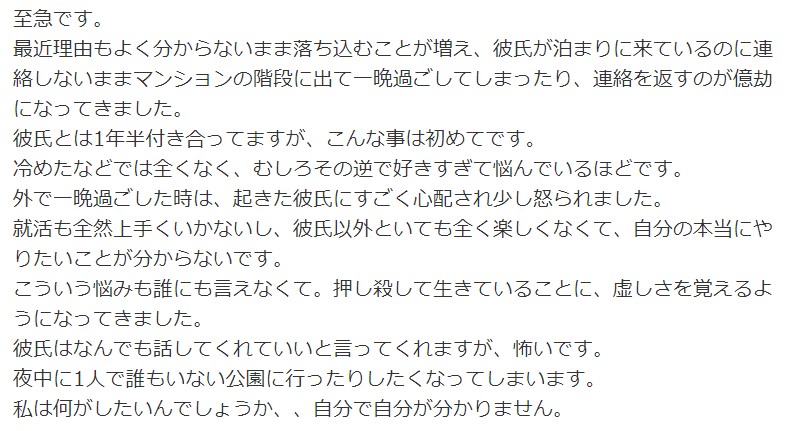 至急です。
最近理由もよく分からないまま落ち込むことが増え、彼氏が泊まりに来ているのに連
絡しないままマンションの階段に出て一晩過ごしてしまったり、連絡を返すのが億劫
になってきました。
彼氏とは1年半付き合ってますが、こんな事は初めてです。
冷めたなどでは全くなく、むしろその逆で好きすぎて悩んでいるほどです。
外で一晩過ごした時は、起きた彼氏にすごく心配され少し怒られました。
就活も全然上手くいかないし、彼氏以外といても全く楽しくなくて、自分の本当にや
りたいことが分からないです。
こういう悩みも誰にも言えなくて。押し殺して生きていることに、虚しさを覚えるよ
うになってきました。
彼氏はなんでも話してくれていいと言ってくれますが、怖いです。
夜中に1人で誰もいない公園に行ったりしたくなってしまいます。
私は何がしたいんでしょうか、、自分で自分が分かりません。